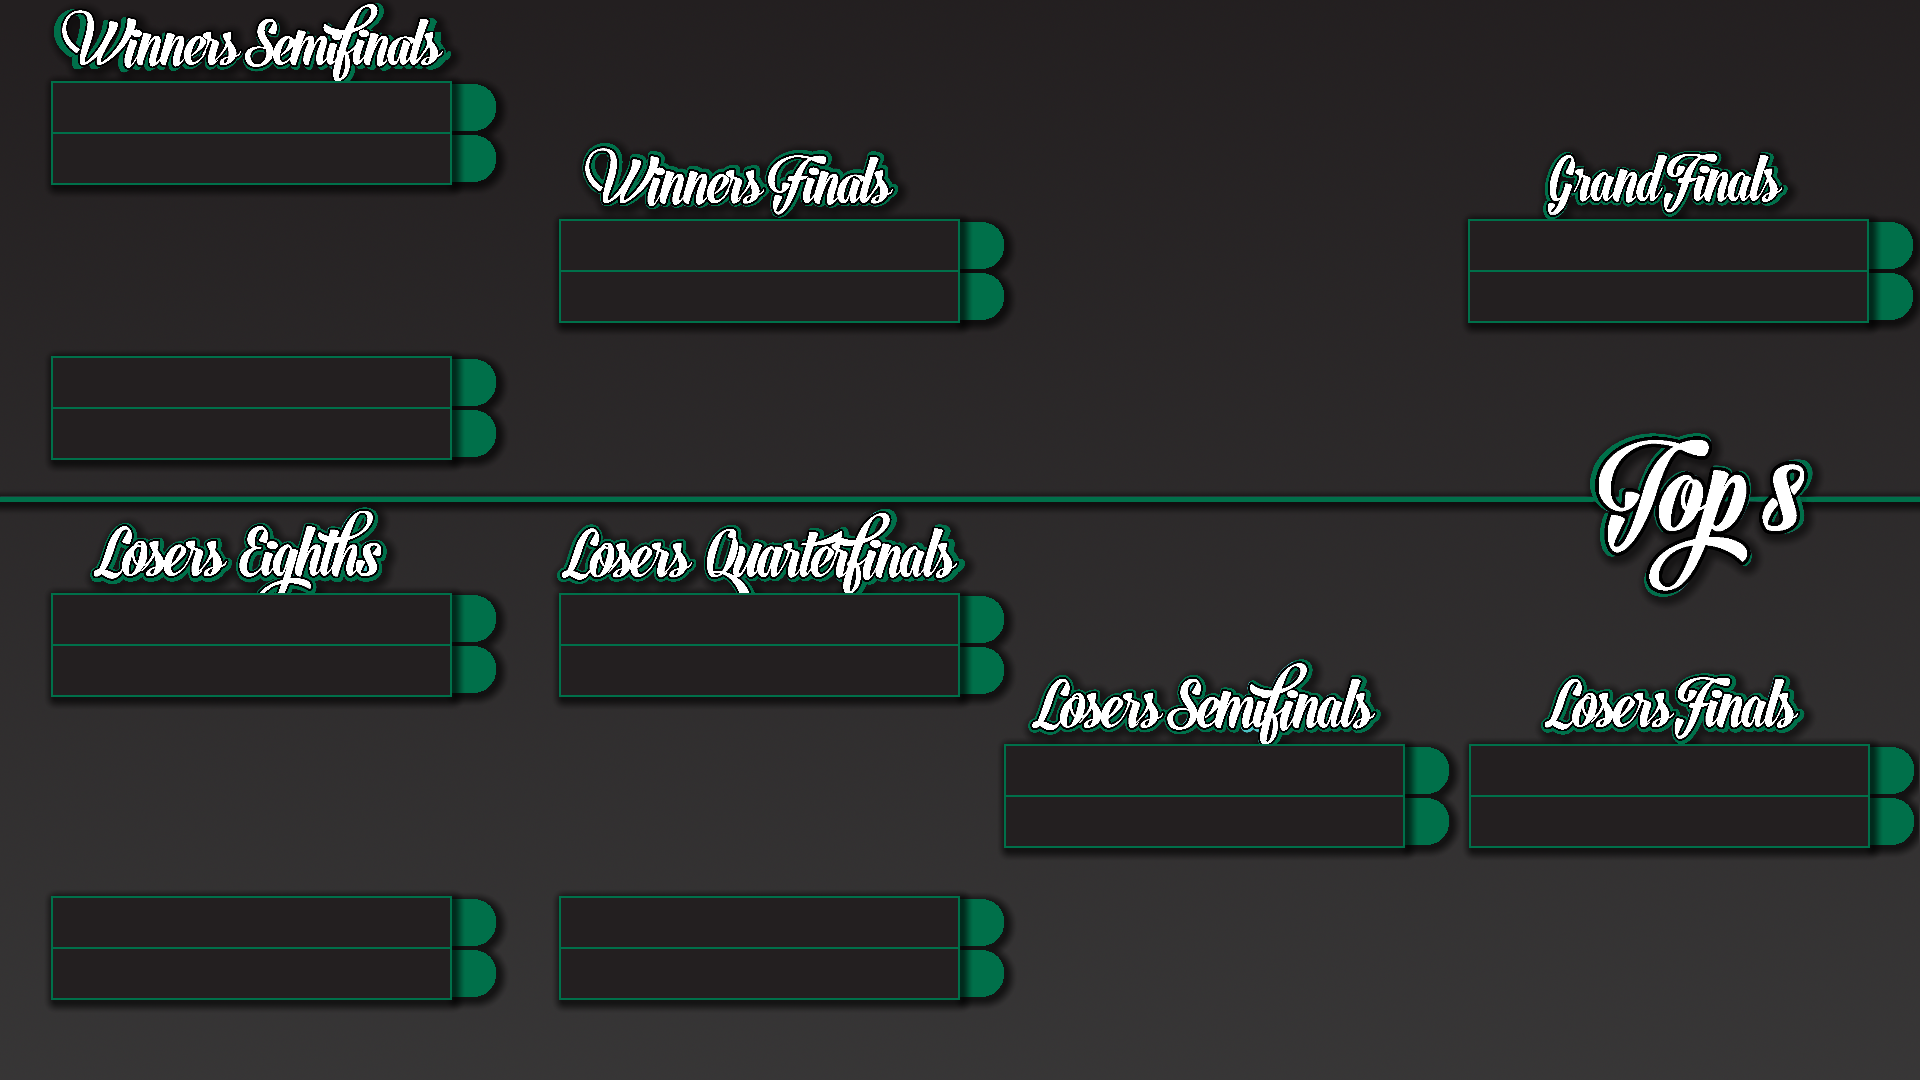 Winners Semifinals
Winners Finals
Grand Finals
Top 8
Losers Eighths
Losers Quarterfinals
Losers Semifinals
Losers Finals